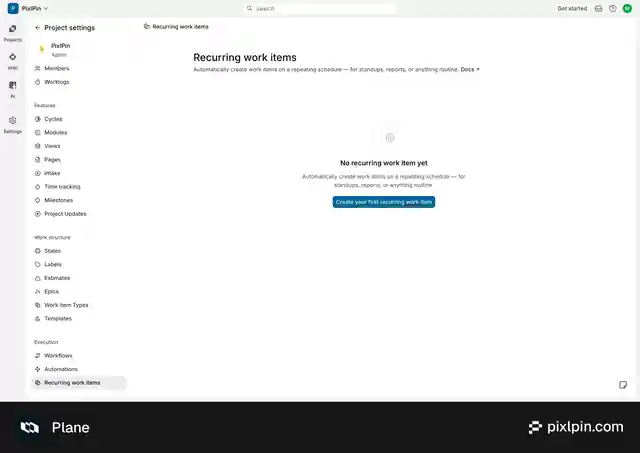 P PixlPin
Search
Get started
M
Projects
Wiki
AI
Settings
Project settings
PixlPin
Admin
Members
Worklogs
Features
Cycles
Modules
Views
Pages
Intake
Time tracking
Milestones
Project Updates
Work structure
States
Labels
Estimates
Epics
Work item Types
Templates
Execution
Workflows
Automations
Recurring work items
Recurring work items
Recurring work items
Automatically create work items on a repeating schedule — for standups, reports, or anything routine. Docs ↗
No recurring work item yet
Automatically create work items on a repeating schedule — for
standups, reports, or anything routine
Create your first recurring work item
Plane
pixlpin.com